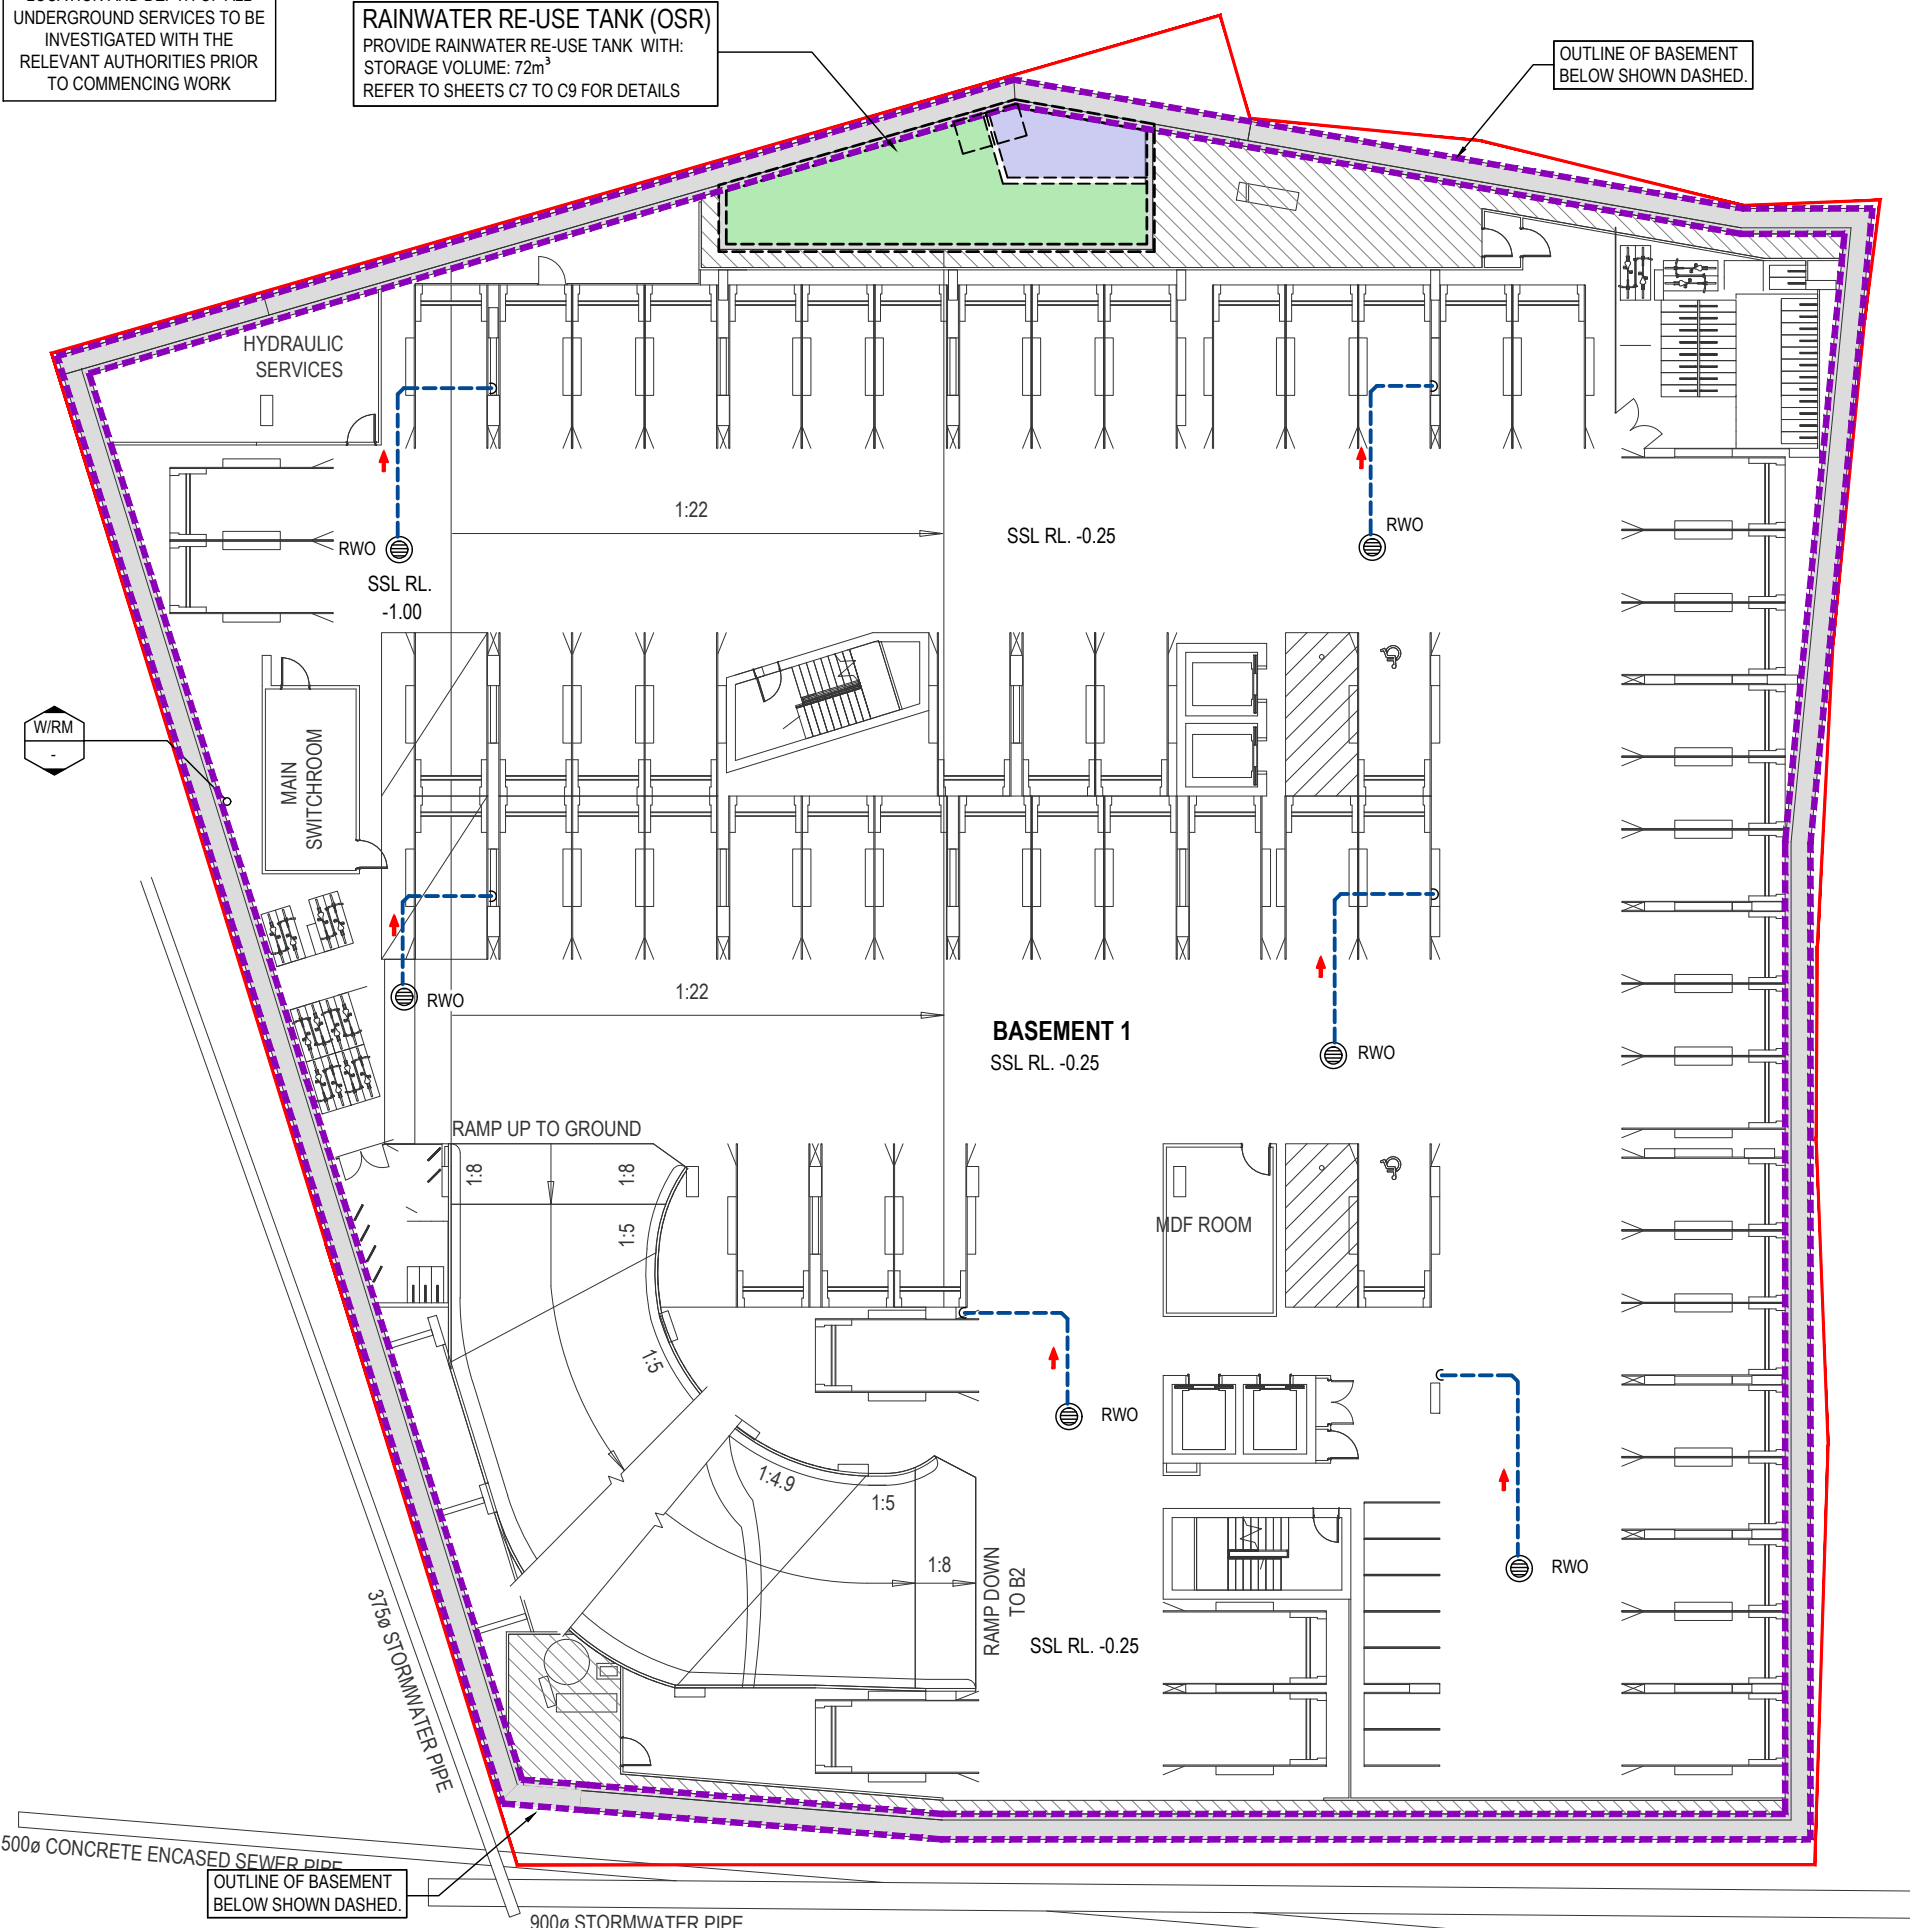 UNDERGROUND SERVICES TO BE
INVESTIGATED WITH THE
RELEVANT AUTHORITIES PRIOR
TO COMMENCING WORK
RAINWATER RE-USE TANK (OSR)
PROVIDE RAINWATER RE-USE TANK WITH:
STORAGE VOLUME: 72m³
REFER TO SHEETS C7 TO C9 FOR DETAILS
OUTLINE OF BASEMENT
BELOW SHOWN DASHED.
HYDRAULIC
SERVICES
1:22
SSL RL. -0.25
RWO
RWO
SSL RL.
-1.00
W/RM
-
MAIN
SWITCHROOM
RWO
1:22
BASEMENT 1
SSL RL. -0.25
RWO
RAMP UP TO GROUND
1:8
1:8
1:5
1:5
MDF ROOM
RWO
1:4.9
1:5
1:8
RAMP DOWN
TO B2
RWO
SSL RL. -0.25
375ø STORMWATER PIPE
500ø CONCRETE ENCASED SEWER PIPE
OUTLINE OF BASEMENT
BELOW SHOWN DASHED.
900ø STORMWATER PIPE